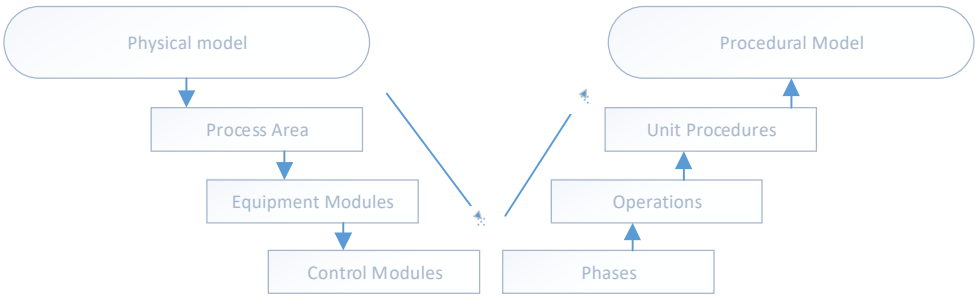 Physical model
Procedural Model
Process Area
Unit Procedures
Equipment Modules
Operations
Control Modules
Phases